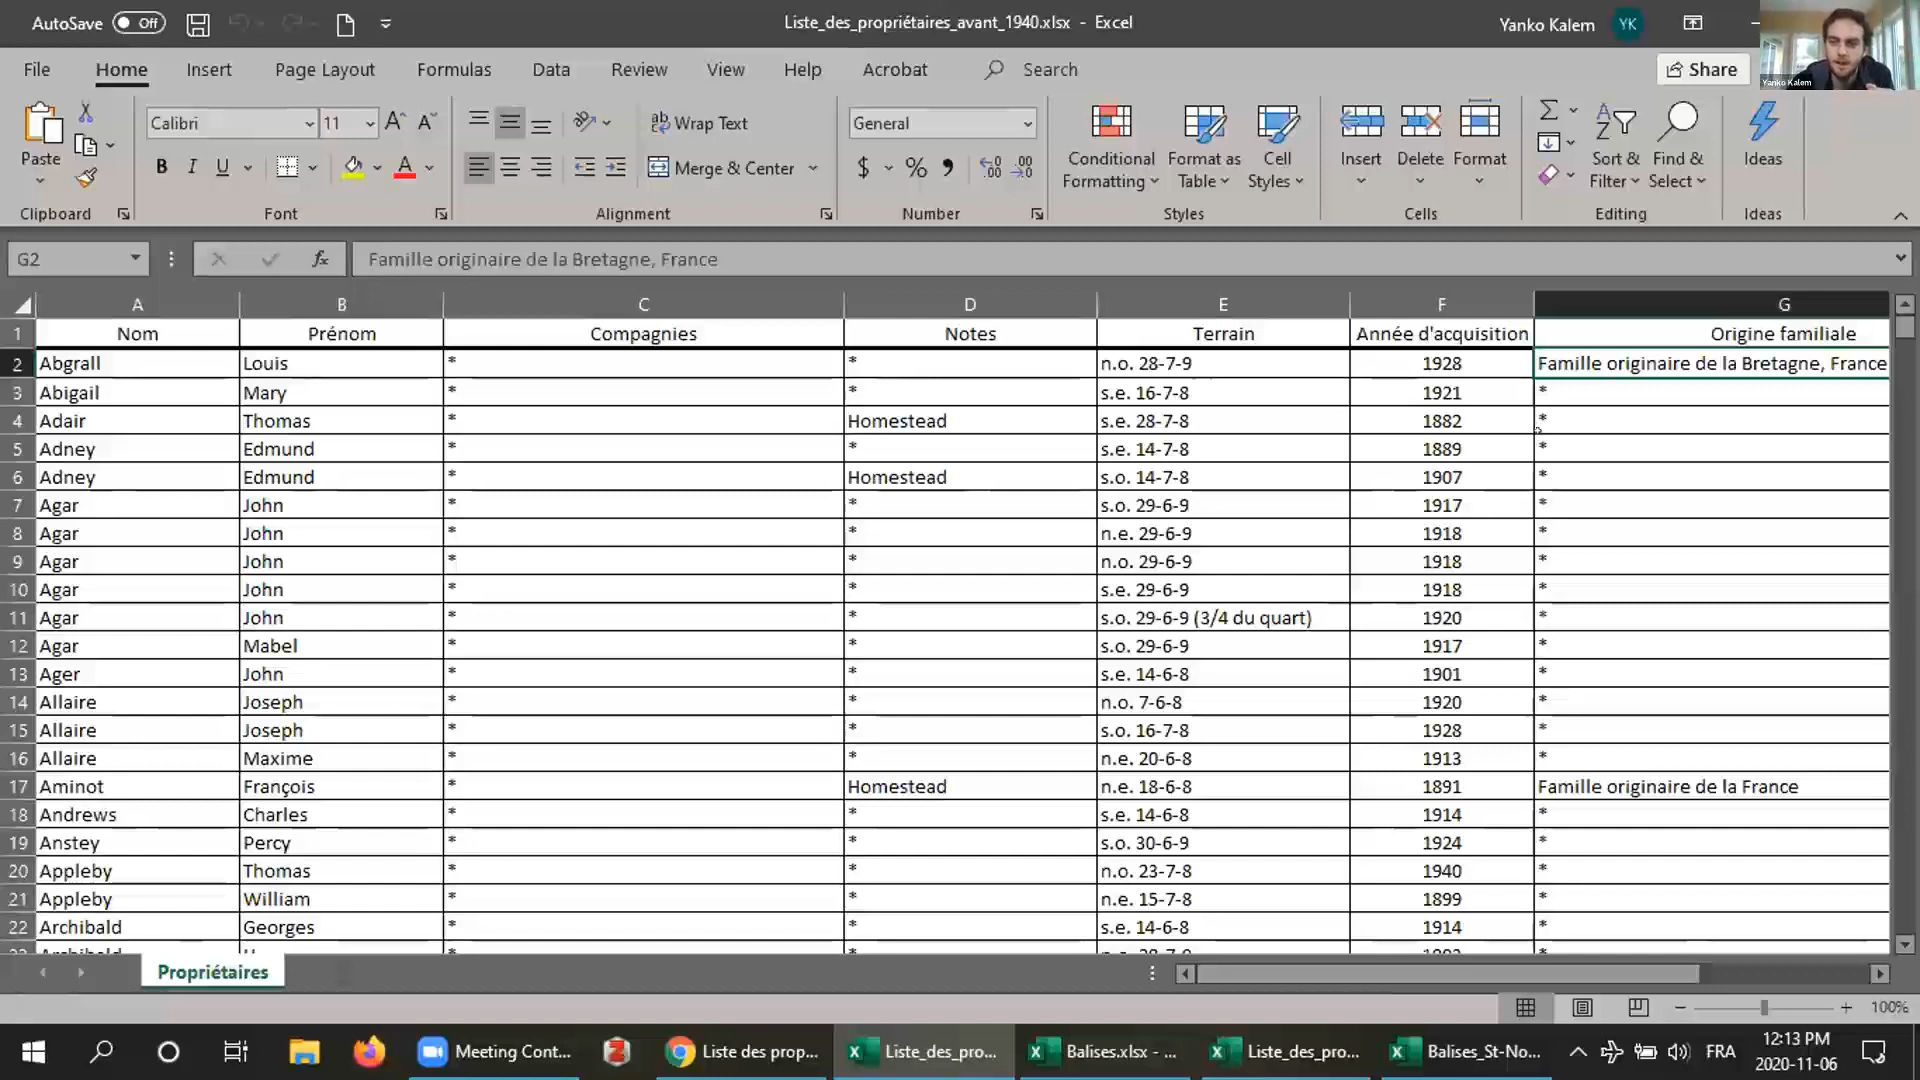 AutoSave Off
Liste_des_propriétaires_avant_1940.xlsx - Excel
Yanko Kalem YK
File Home Insert Page Layout Formulas Data Review View Help Acrobat Search Share
Yanko Kalem
Calibri 11 A A
ab Wrap Text
General
Paste
B I U A
Merge & Center
$ % 9
Conditional Formatting
Format as Table
Cell Styles
Insert
Delete
Format
Sort & Filter
Find & Select
Ideas
Clipboard Font Alignment Number Styles Cells Editing Ideas
G2 fx Famille originaire de la Bretagne, France
A B C D E F G
1 Nom Prénom Compagnies Notes Terrain Année d'acquisition Origine familiale
2 Abgrall Louis * * n.o. 28-7-9 1928 Famille originaire de la Bretagne, France
3 Abigail Mary * * s.e. 16-7-8 1921 *
4 Adair Thomas * Homestead s.e. 28-7-8 1882 *
5 Adney Edmund * * s.e. 14-7-8 1889 *
6 Adney Edmund * Homestead s.o. 14-7-8 1907 *
7 Agar John * * s.o. 29-6-9 1917 *
8 Agar John * * n.e. 29-6-9 1918 *
9 Agar John * * n.o. 29-6-9 1918 *
10 Agar John * * s.e. 29-6-9 1918 *
11 Agar John * * s.o. 29-6-9 (3/4 du quart) 1920 *
12 Agar Mabel * * s.o. 29-6-9 1917 *
13 Ager John * * s.e. 14-6-8 1901 *
14 Allaire Joseph * * n.o. 7-6-8 1920 *
15 Allaire Joseph * * s.o. 16-7-8 1928 *
16 Allaire Maxime * * n.e. 20-6-8 1913 *
17 Aminot François * Homestead n.e. 18-6-8 1891 Famille originaire de la France
18 Andrews Charles * * s.e. 14-6-8 1914 *
19 Anstey Percy * * s.o. 30-6-9 1924 *
20 Appleby Thomas * * n.o. 23-7-8 1940 *
21 Appleby William * * n.e. 15-7-8 1899 *
22 Archibald Georges * * s.e. 14-6-8 1914 *
Propriétaires
100%
Meeting Cont... Liste des prop... Liste_des_pro... Balises.xlsx - ... Liste_des_pro... Balises_St-No... FRA 12:13 PM
2020-11-06